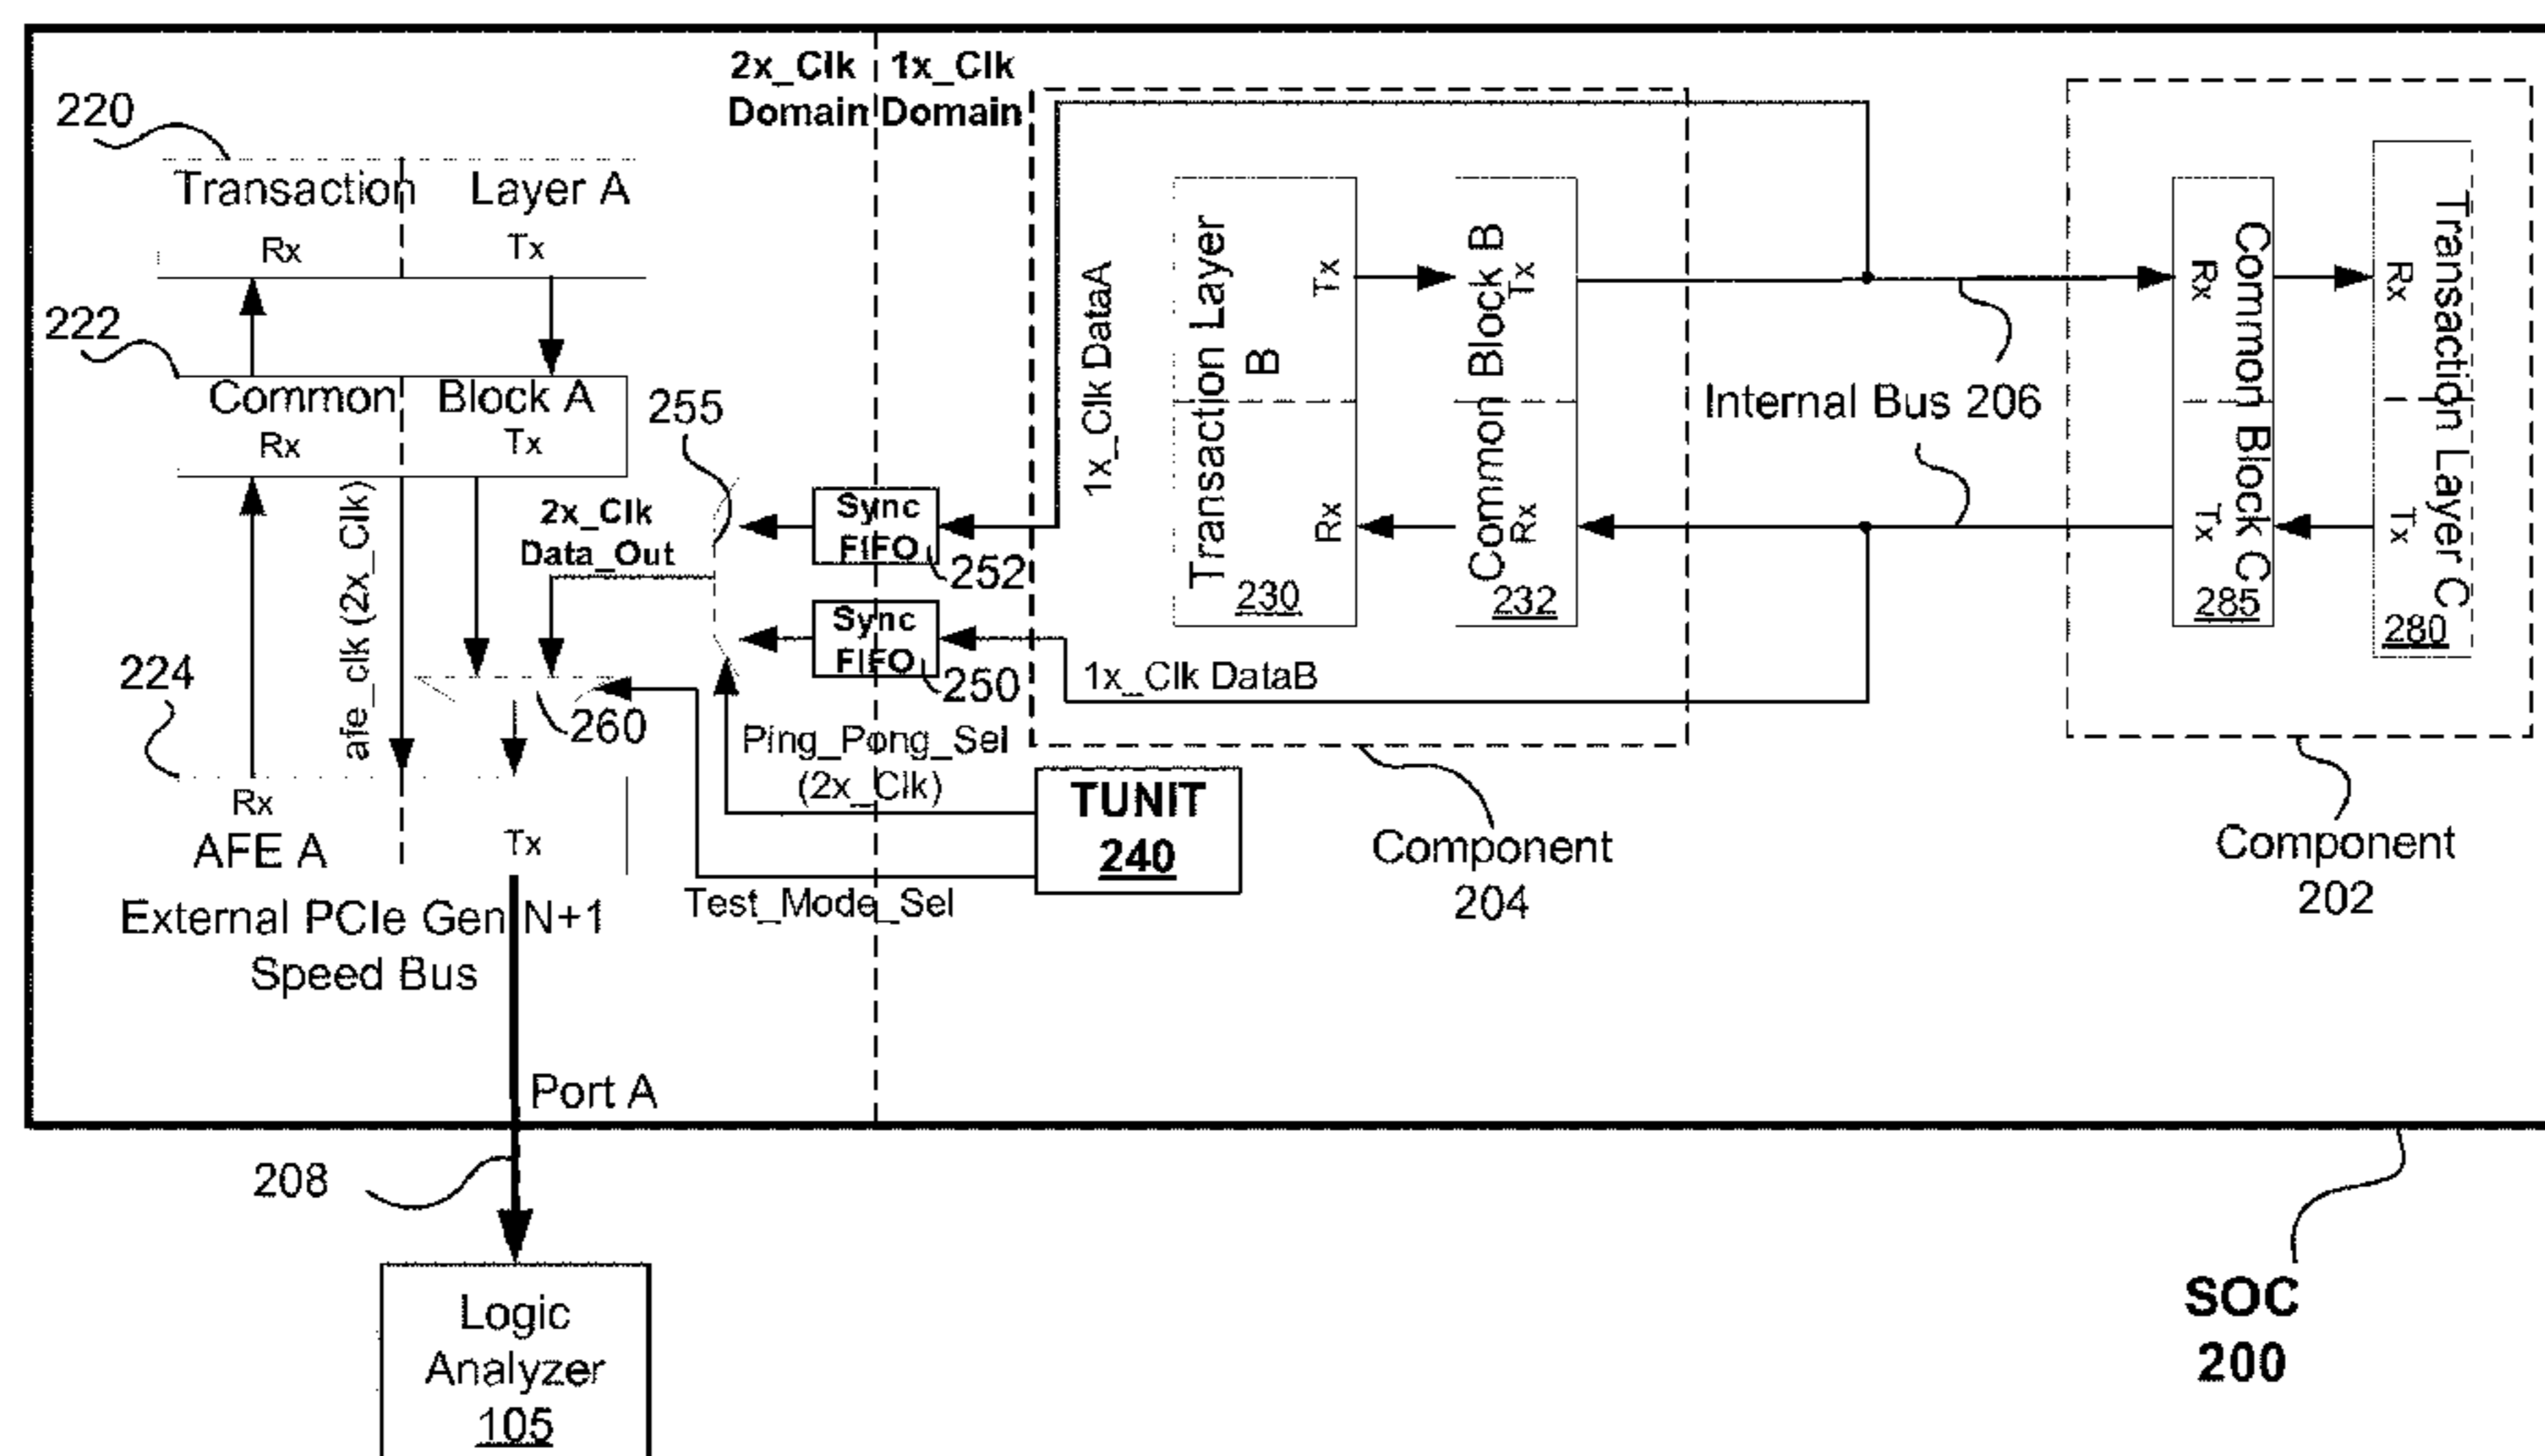 2x_Clk 1x_Clk
Domain Domain
220
Transaction Layer A
Rx Tx
222
Common Block A
Rx Tx
255
afe_clk (2x_Clk)
2x_Clk
Data_Out
Sync
FIFO
252
Sync
FIFO
250
224
260
Rx
AFE A
Tx
External PCIe Gen N+1
Speed Bus
Port A
208
Logic
Analyzer
105
Ping_Pong_Sel
(2x_Clk)
Test_Mode_Sel
TUNIT
240
1x_Clk DataA
1x_Clk DataB
Transaction Layer
B
Tx
Rx
230
Common Block B
Tx
Rx
232
Component
204
Internal Bus 206
Common Block C
Rx
Tx
285
Transaction Layer C
Rx
Tx
280
Component
202
SOC
200